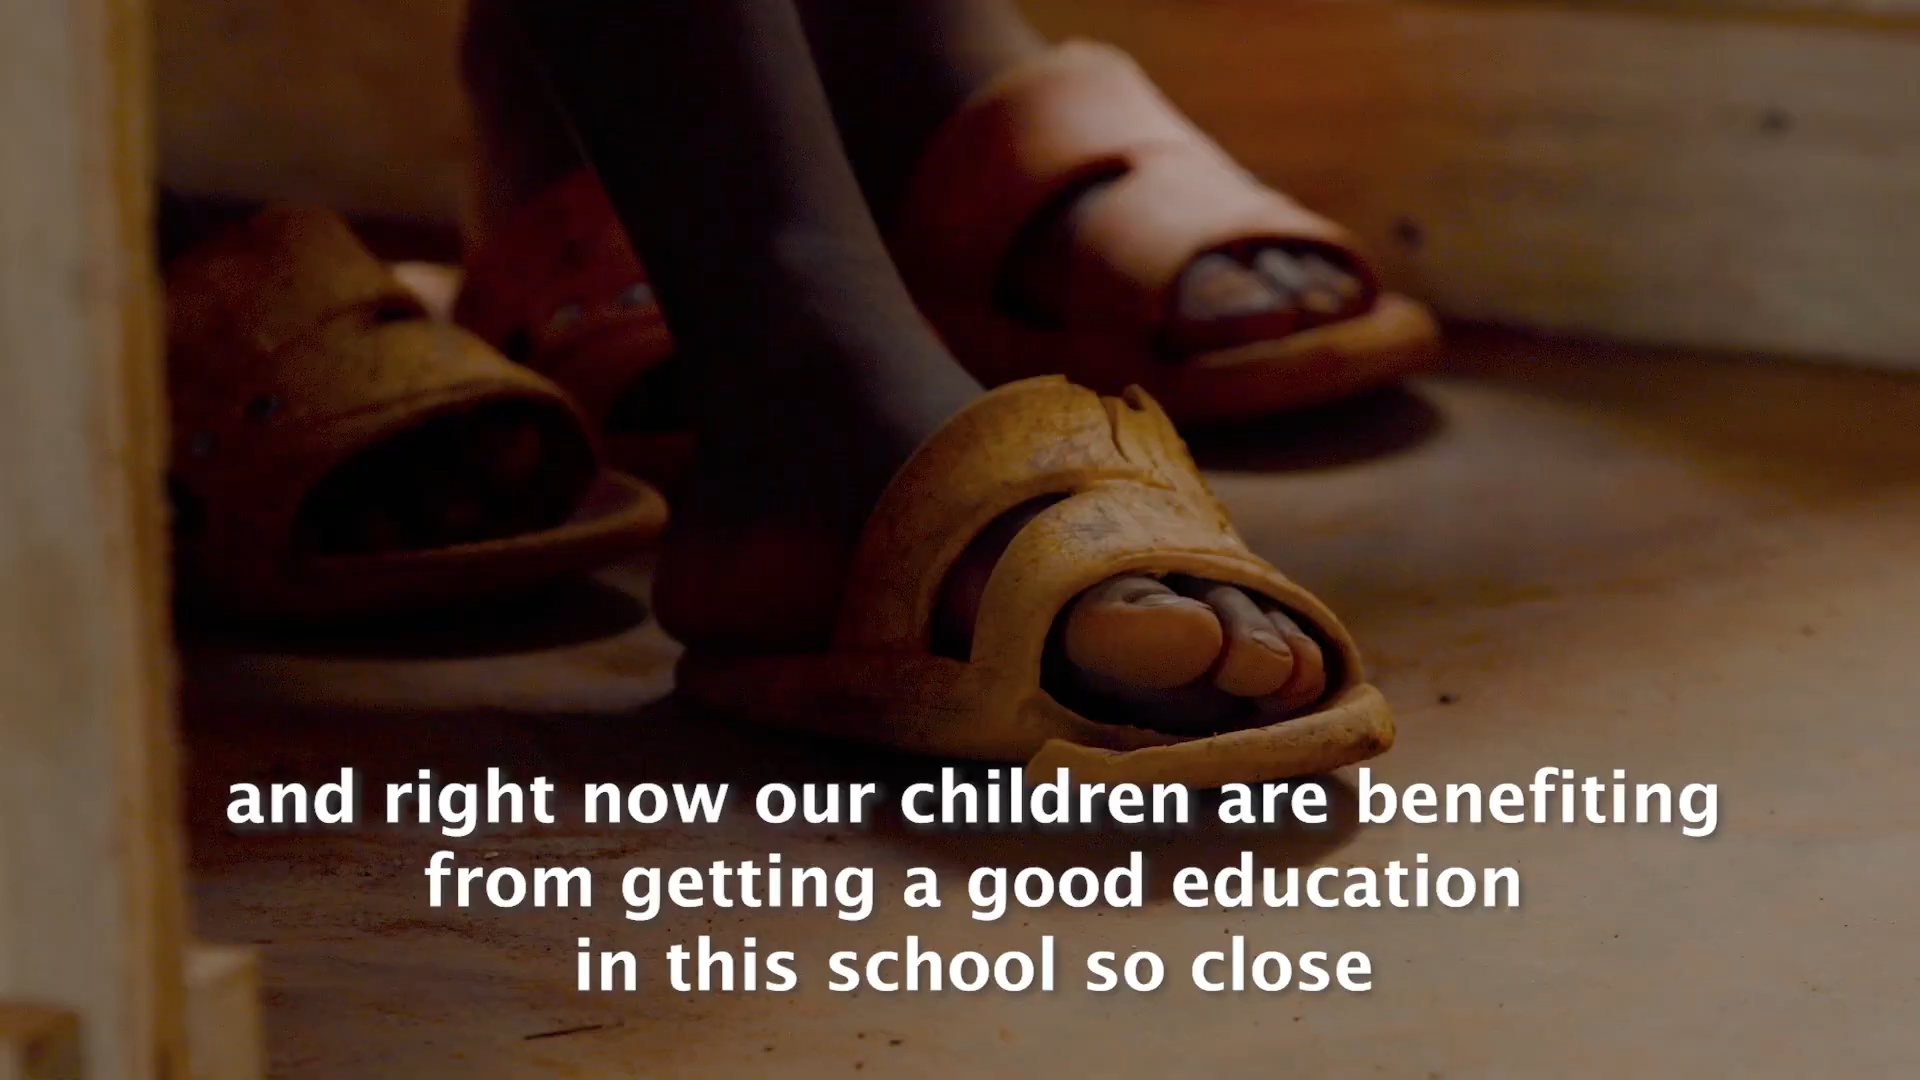 and right now our children are benefiting
from getting a good education
in this school so close